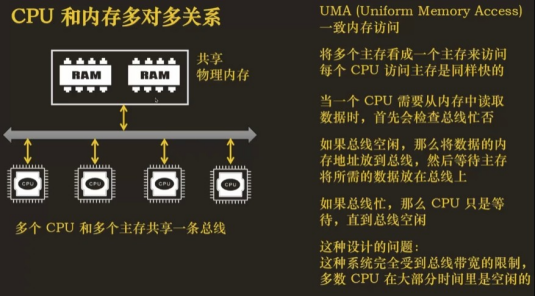 CPU 和内存多对多关系
RAM
RAM
共享
物理内存
CPU
CPU
CPU
CPU
多个 CPU 和多个主存共享一条总线
UMA (Uniform Memory Access)
一致内存访问
将多个主存看成一个主存来访问
每个 CPU 访问主存是同样快的
当一个 CPU 需要从内存中读取
数据时，首先会检查总线忙否
如果总线空闲，那么将数据的内
存地址放到总线，然后等待主存
将所需的数据放在总线上
如果总线忙，那么 CPU 只是等
待，直到总线空闲
这种设计的问题：
这种系统完全受到总线带宽的限制，
多数 CPU 在大部分时间里是空闲的